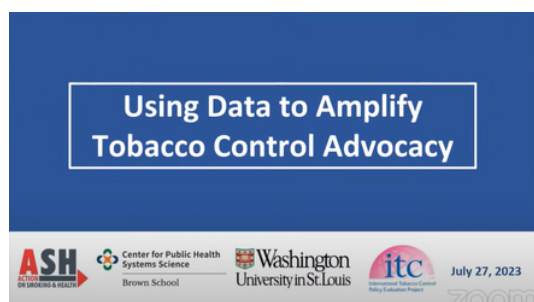 Using Data to Amplify
Tobacco Control Advocacy
ASH
ACTION
ON SMOKING & HEALTH
Center for Public Health
Systems Science
Brown School
Washington
University in St. Louis
itc
International Tobacco Control
Policy Evaluation Project
July 27, 2023
zoom